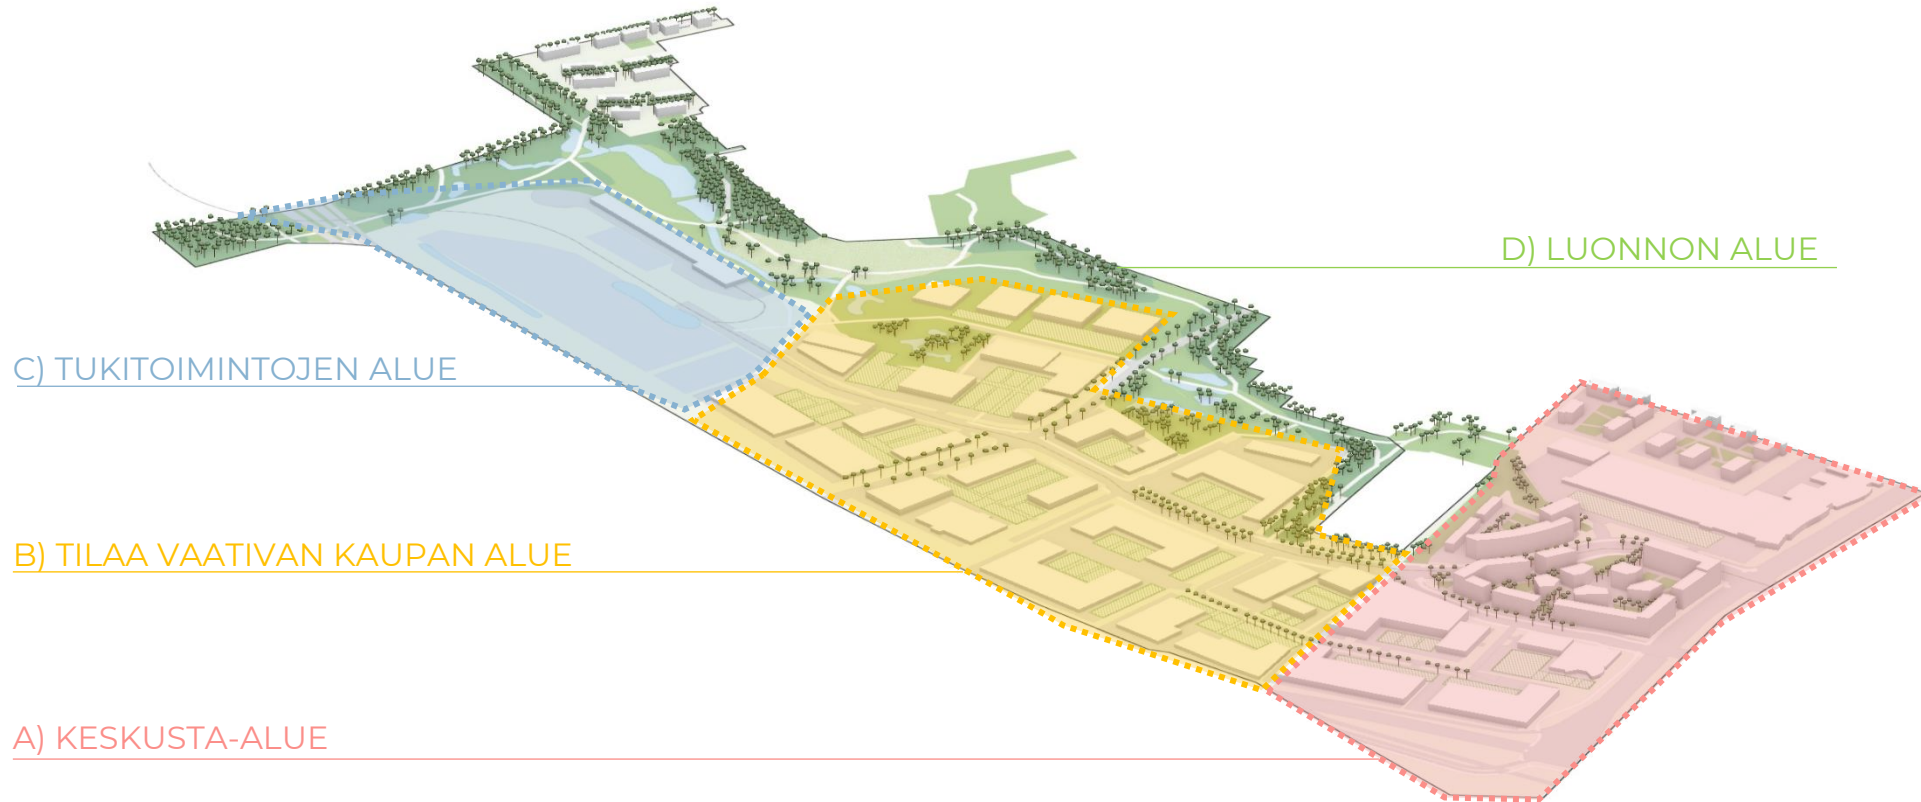 D) LUONNON ALUE
C) TUKITOIMINTOJEN ALUE
B) TILAA VAATIVAN KAUPAN ALUE
A) KESKUSTA-ALUE